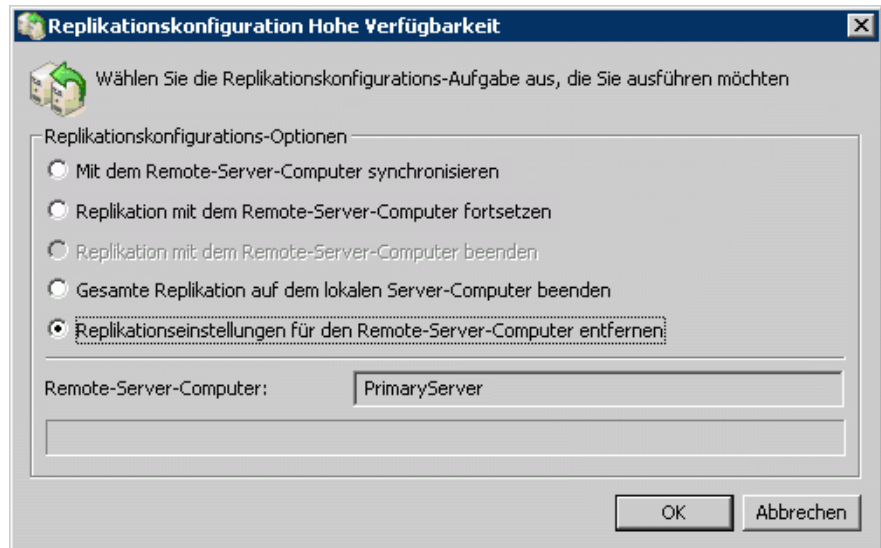 Replikationskonfiguration Hohe Verfügbarkeit
Wählen Sie die Replikationskonfigurations-Aufgabe aus, die Sie ausführen möchten
Replikationskonfigurations-Optionen
Mit dem Remote-Server-Computer synchronisieren
Replikation mit dem Remote-Server-Computer fortsetzen
Replikation mit dem Remote-Server-Computer beenden
Gesamte Replikation auf dem lokalen Server-Computer beenden
Replikationseinstellungen für den Remote-Server-Computer entfernen
Remote-Server-Computer: PrimaryServer
OK Abbrechen